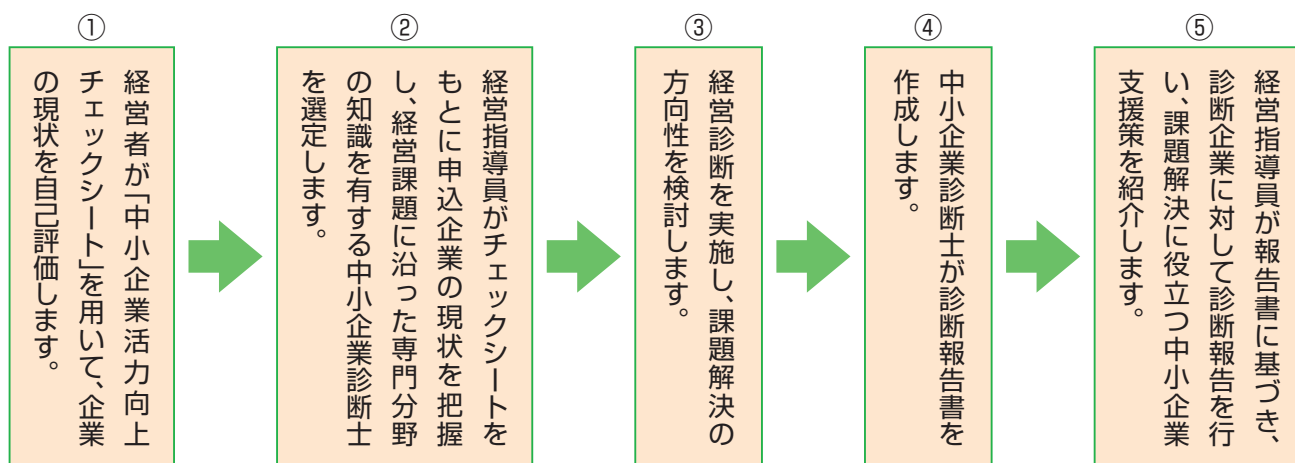 ①
経営者が「中小企業活力向上
チェックシート」を用いて、企業
の現状を自己評価します。
②
経営指導員がチェックシートを
もとに申込企業の現状を把握
し、経営課題に沿った専門分野
の知識を有する中小企業診断士
を選定します。
③
経営診断を実施し、課題解決の
方向性を検討します。
④
中小企業診断士が診断報告書を
作成します。
⑤
経営指導員が報告書に基づき、
診断企業に対して診断報告を行
い、課題解決に役立つ中小企業
支援策を紹介します。